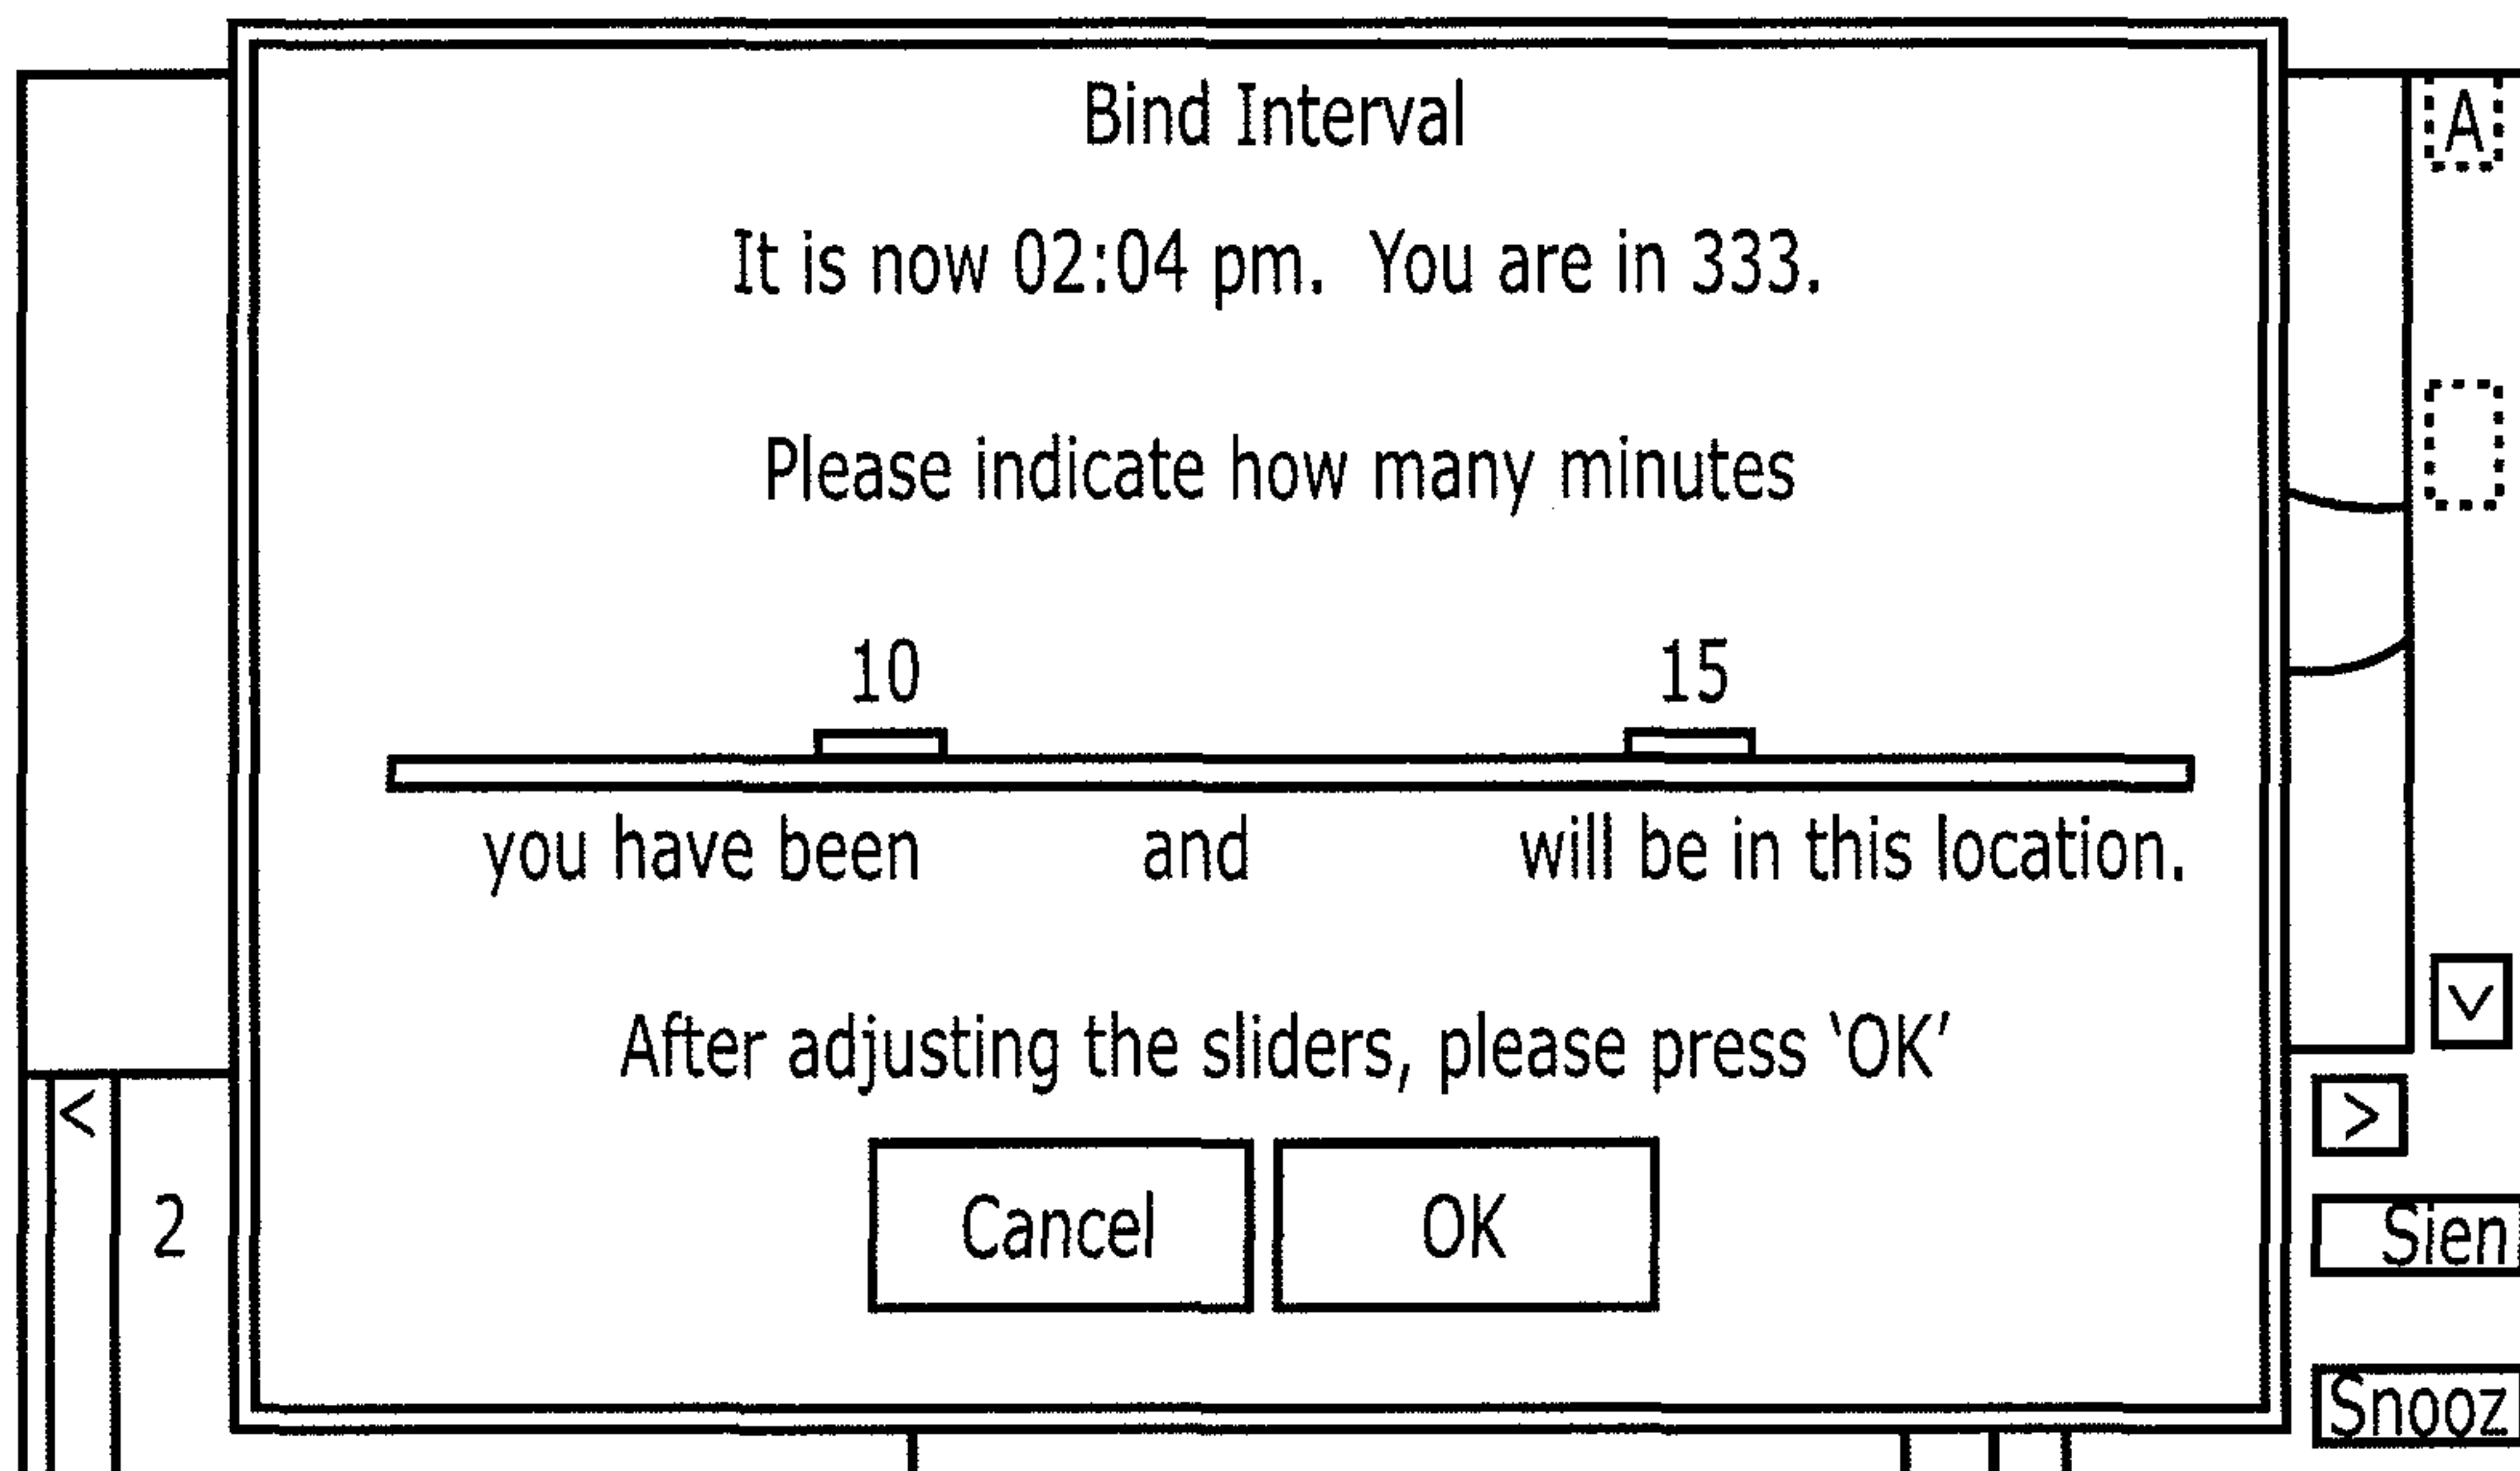 Bind Interval
A
It is now 02:04 pm. You are in 333.
Please indicate how many minutes
10 15
you have been and will be in this location.
After adjusting the sliders, please press ‘OK’
<
>
2
Cancel OK
Sien
Snooz